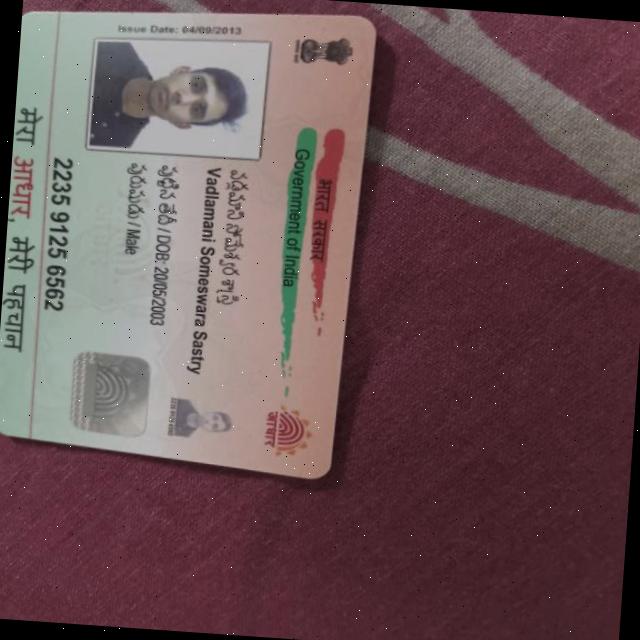 Issue Date: 04/09/2013
भारत सरकार
Government of India
వడ్లమాని సోమేశ్వర శాస్త్రి
Vadlamani Someswara Sastry
పుట్టిన తేదీ / DOB: 20/05/2003
పురుషుడు / Male
2235 9125 6562
मेरा आधार, मेरी पहचान